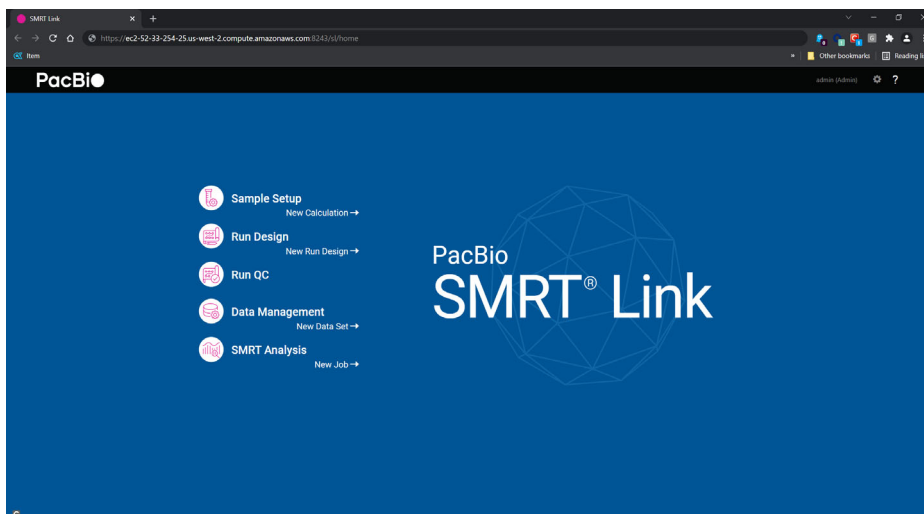 SMRT Link
https://ec2-52-33-254-25.us-west-2.compute.amazonaws.com:8243/sl/home
Item
Other bookmarks
Reading li
PacBio
admin (Admin)
?
Sample Setup
New Calculation →
Run Design
New Run Design →
Run QC
Data Management
New Data Set →
SMRT Analysis
New Job →
PacBio
SMRT® Link